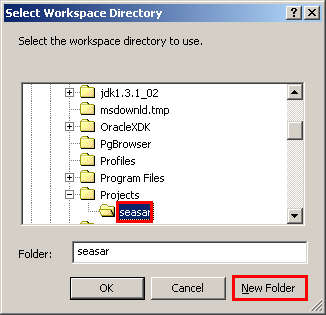 Select Workspace Directory
Select the workspace directory to use.
jdk1.3.1_02
msdownld.tmp
OracleXDK
PgBrowser
Profiles
Program Files
Projects
seasar
Folder: seasar
OK Cancel New Folder